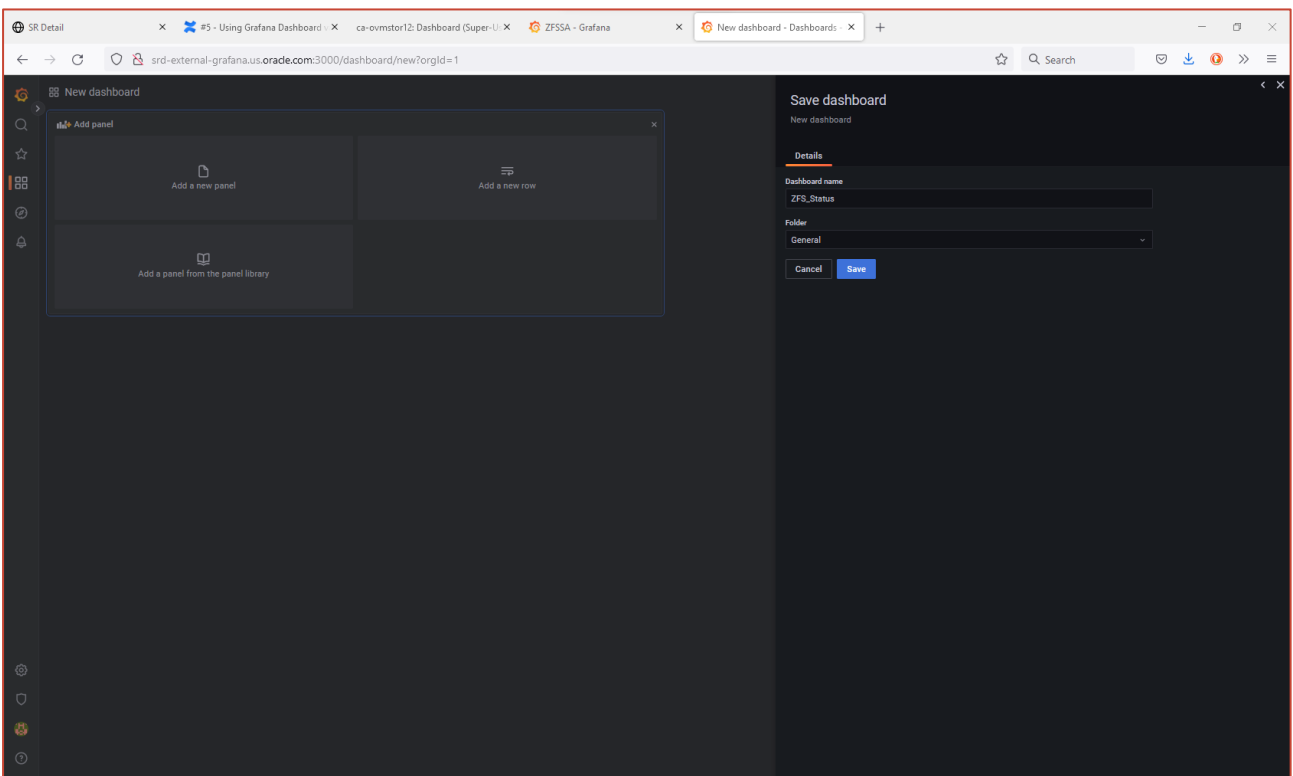 SR Detail
#5 - Using Grafana Dashboard
ca-ovmstor12: Dashboard (Super-U
ZFSSA - Grafana
New dashboard - Dashboards -
srd-external-grafana.us.oracle.com:3000/dashboard/new?orgId=1
Search
New dashboard
Add panel
Add a new panel
Add a new row
Add a panel from the panel library
Save dashboard
New dashboard
Details
Dashboard name
ZFS_Status
Folder
General
Cancel
Save